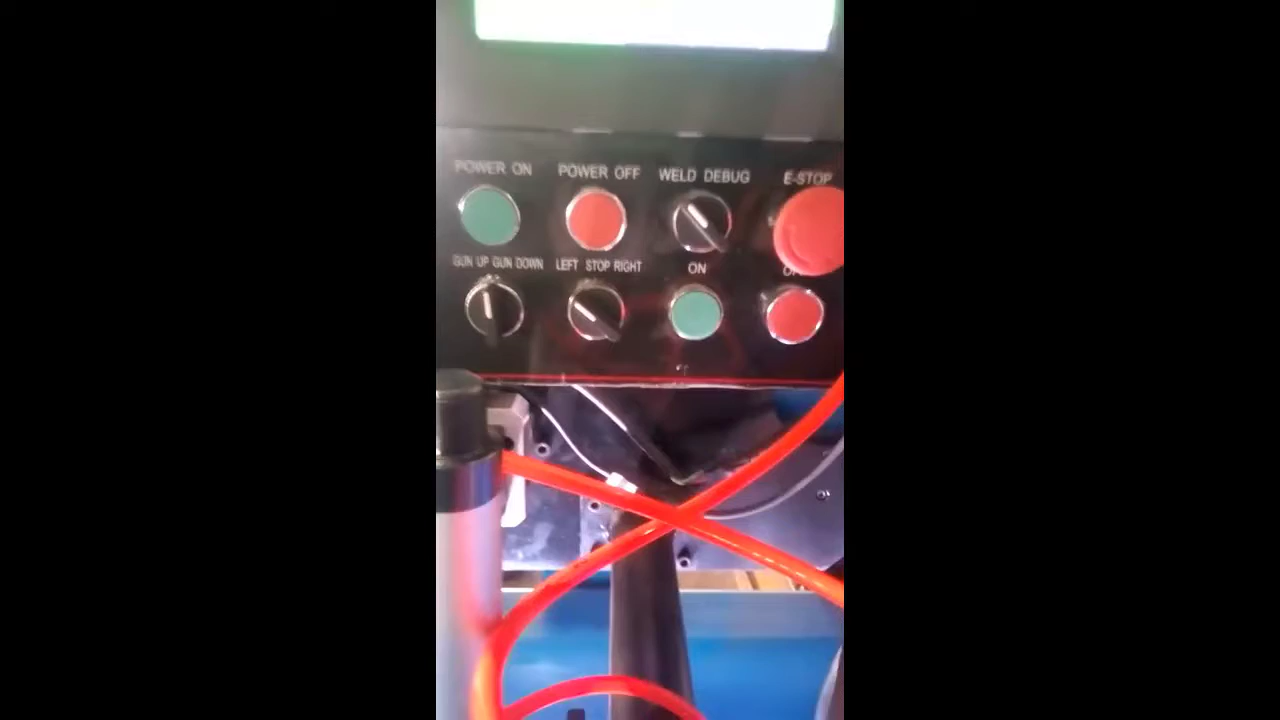 POWER ON POWER OFF WELD DEBUG E-STOP
GUN UP GUN DOWN LEFT STOP RIGHT ON